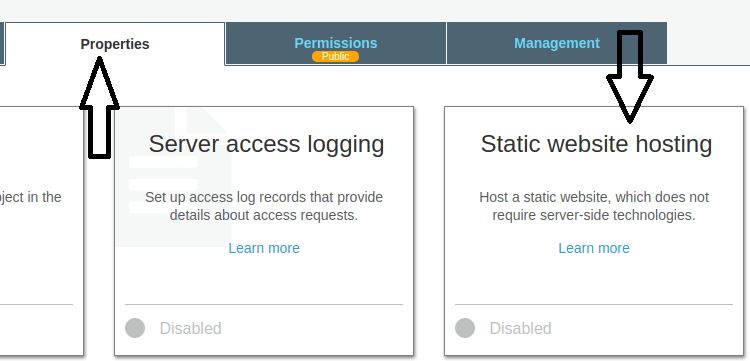 Properties
Permissions
Public
Management
ject in the
Server access logging
Set up access log records that provide
details about access requests.
Learn more
Disabled
Static website hosting
Host a static website, which does not
require server-side technologies.
Learn more
Disabled